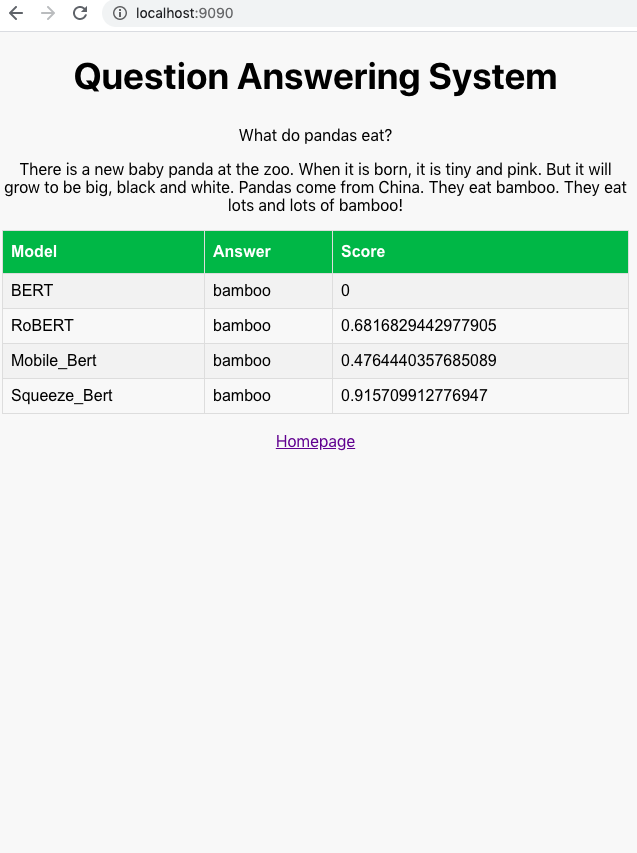 localhost:9090
Question Answering System
What do pandas eat?
There is a new baby panda at the zoo. When it is born, it is tiny and pink. But it will
grow to be big, black and white. Pandas come from China. They eat bamboo. They eat
lots and lots of bamboo!
Model Answer Score
BERT bamboo 0
RoBERT bamboo 0.6816829442977905
Mobile_Bert bamboo 0.4764440357685089
Squeeze_Bert bamboo 0.915709912776947
Homepage